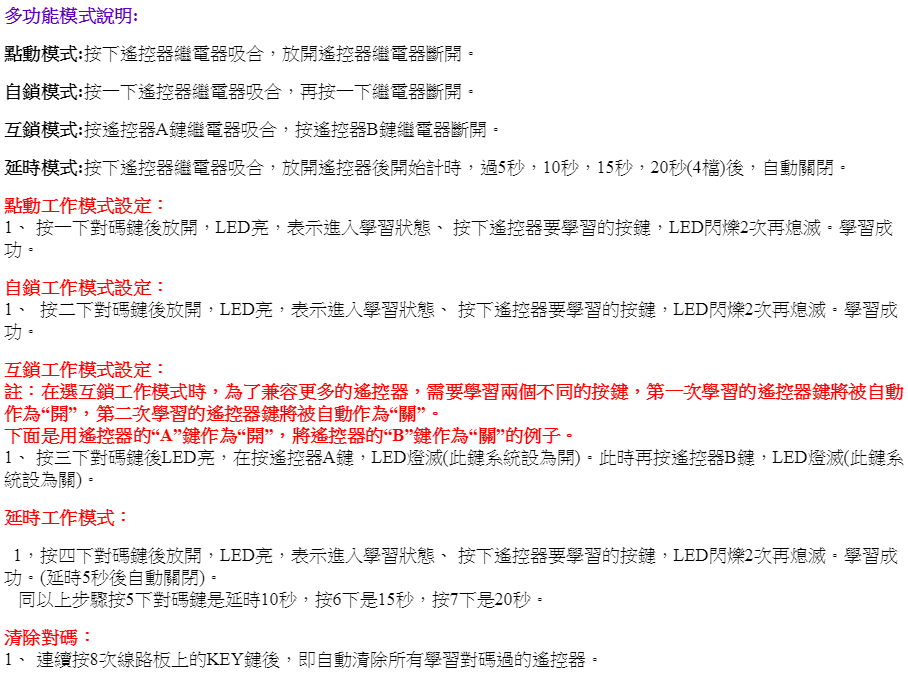 多功能模式說明:
點動模式:按下遙控器繼電器吸合，放開遙控器繼電器斷開。
自鎖模式:按一下遙控器繼電器吸合，再按一下繼電器斷開。
互鎖模式:按遙控器A鍵繼電器吸合，按遙控器B鍵繼電器斷開。
延時模式:按下遙控器繼電器吸合，放開遙控器後開始計時，過5秒，10秒，15秒，20秒(4檔)後，自動關閉。
點動工作模式設定：
1、 按一下對碼鍵後放開，LED亮，表示進入學習狀態、 按下遙控器要學習的按鍵，LED閃爍2次再熄滅。學習成
功。
自鎖工作模式設定：
1、 按二下對碼鍵後放開，LED亮，表示進入學習狀態、 按下遙控器要學習的按鍵，LED閃爍2次再熄滅。學習成
功。
互鎖工作模式設定：
註：在選互鎖工作模式時，為了兼容更多的遙控器，需要學習兩個不同的按鍵，第一次學習的遙控器鍵將被自動
作為“開”，第二次學習的遙控器鍵將被自動作為“關”。
下面是用遙控器的“A”鍵作為“開”，將遙控器的“B”鍵作為“關”的例子。
1、 按三下對碼鍵後LED亮，在按遙控器A鍵，LED燈滅(此鍵系統設為開)。此時再按遙控器B鍵，LED燈滅(此鍵系
統設為關)。
延時工作模式：
1，按四下對碼鍵後放開，LED亮，表示進入學習狀態、 按下遙控器要學習的按鍵，LED閃爍2次再熄滅。學習成
功。(延時5秒後自動關閉)。
同以上步驟按5下對碼鍵是延時10秒，按6下是15秒，按7下是20秒。
清除對碼：
1、 連續按8次線路板上的KEY鍵後，即自動清除所有學習對碼過的遙控器。